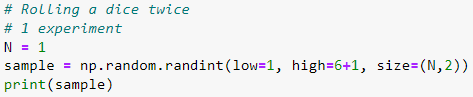 # Rolling a dice twice
# 1 experiment
N = 1
sample = np.random.randint(low=1, high=6+1, size=(N,2))
print(sample)